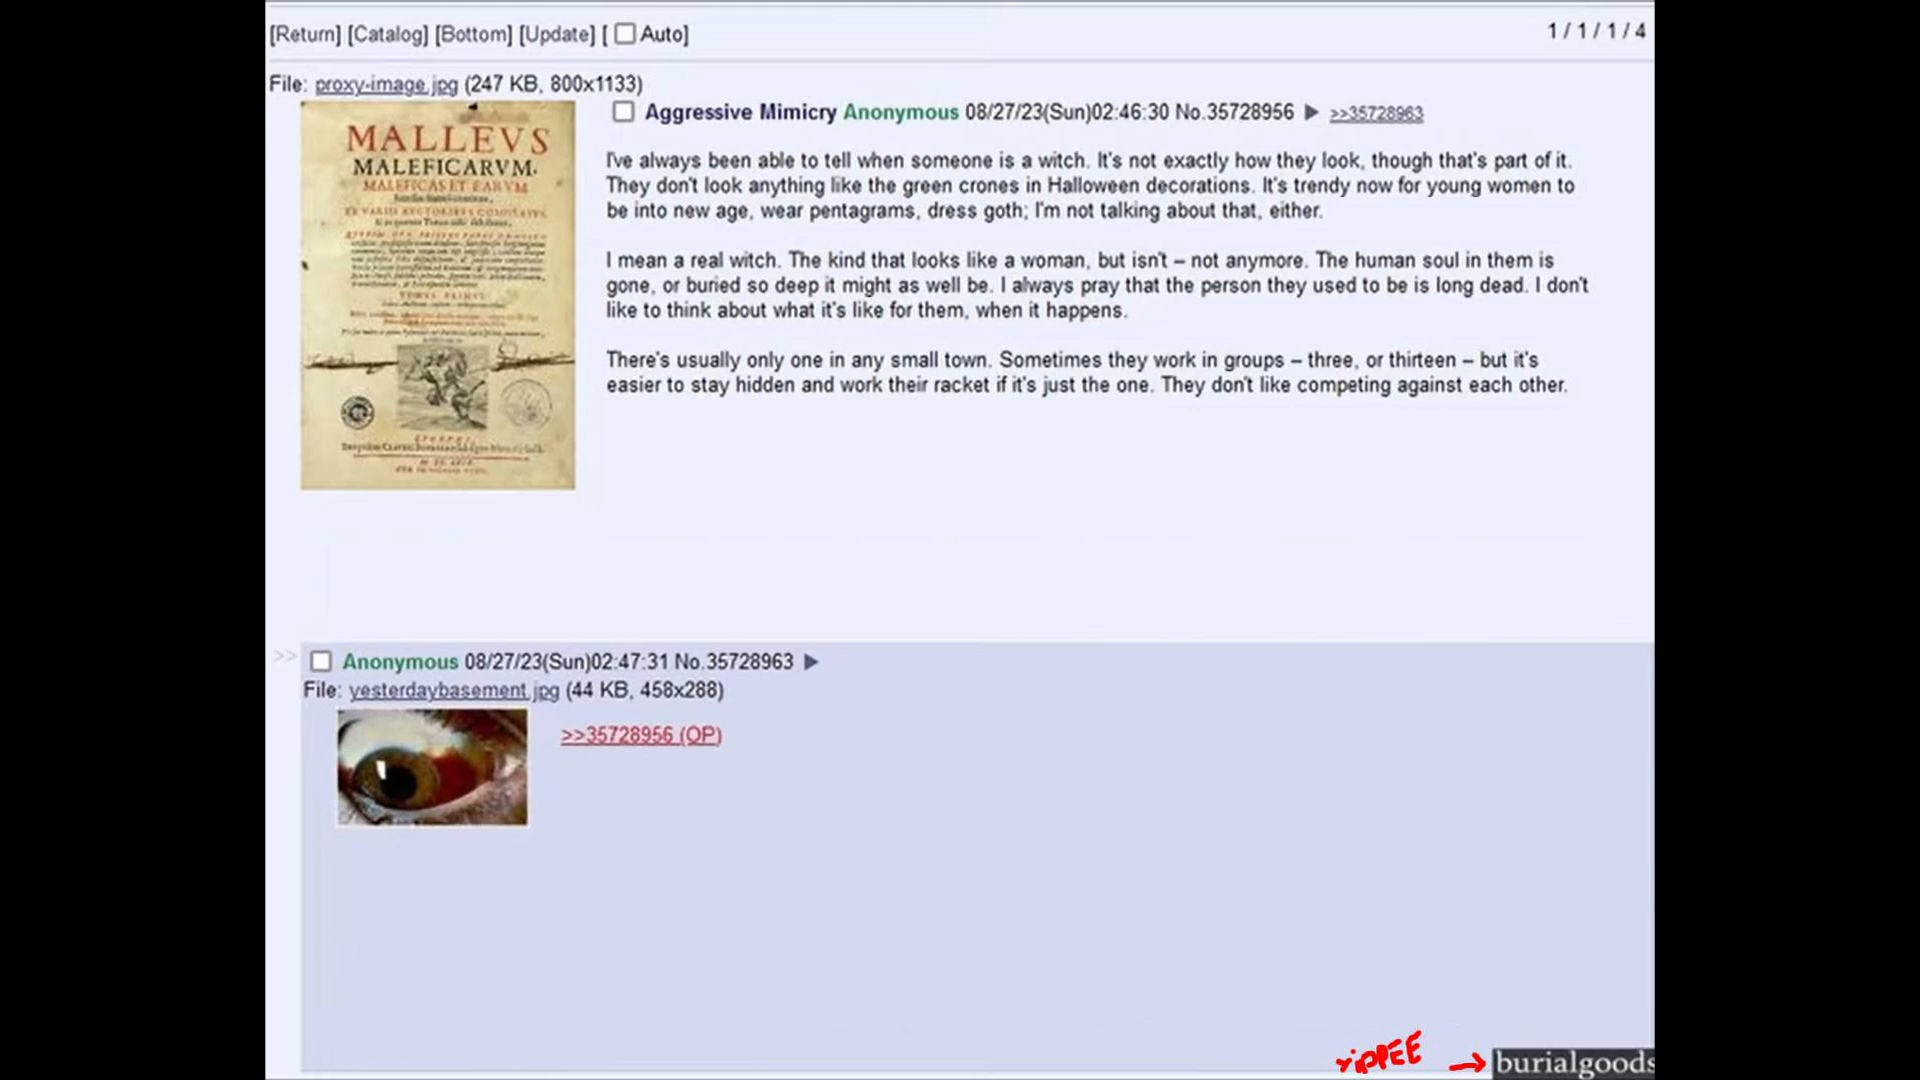 [Return] [Catalog] [Bottom] [Update] [ Auto]
1 / 1 / 1 / 4
File: proxy-image.jpg (247 KB, 800x1133)
MALLEVS
MALEFICARVM.
MALEFICAS ET EARVM
Aggressive Mimicry Anonymous 08/27/23(Sun)02:46:30 No.35728956 ▶ >>35728963
I've always been able to tell when someone is a witch. It's not exactly how they look, though that's part of it.
They don't look anything like the green crones in Halloween decorations. It's trendy now for young women to
be into new age, wear pentagrams, dress goth; I'm not talking about that, either.
I mean a real witch. The kind that looks like a woman, but isn't – not anymore. The human soul in them is
gone, or buried so deep it might as well be. I always pray that the person they used to be is long dead. I don't
like to think about what it's like for them, when it happens.
There's usually only one in any small town. Sometimes they work in groups – three, or thirteen – but it's
easier to stay hidden and work their racket if it's just the one. They don't like competing against each other.
>> Anonymous 08/27/23(Sun)02:47:31 No.35728963 ▶
File: yesterdaybasement.jpg (44 KB, 458x288)
>>35728956 (OP)
YiPPEE → burialgoods